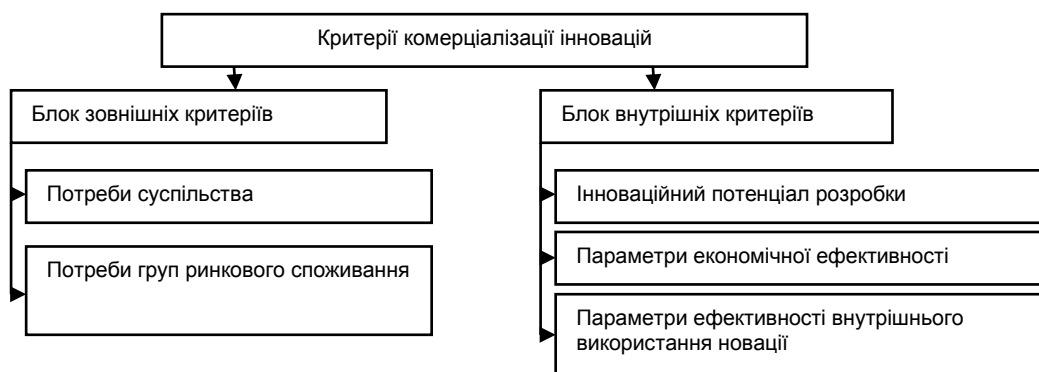 Критерії комерціалізації інновацій
Блок зовнішніх критеріїв
Потреби суспільства
Потреби груп ринкового споживання
Блок внутрішніх критеріїв
Інноваційний потенціал розробки
Параметри економічної ефективності
Параметри ефективності внутрішнього
використання новації